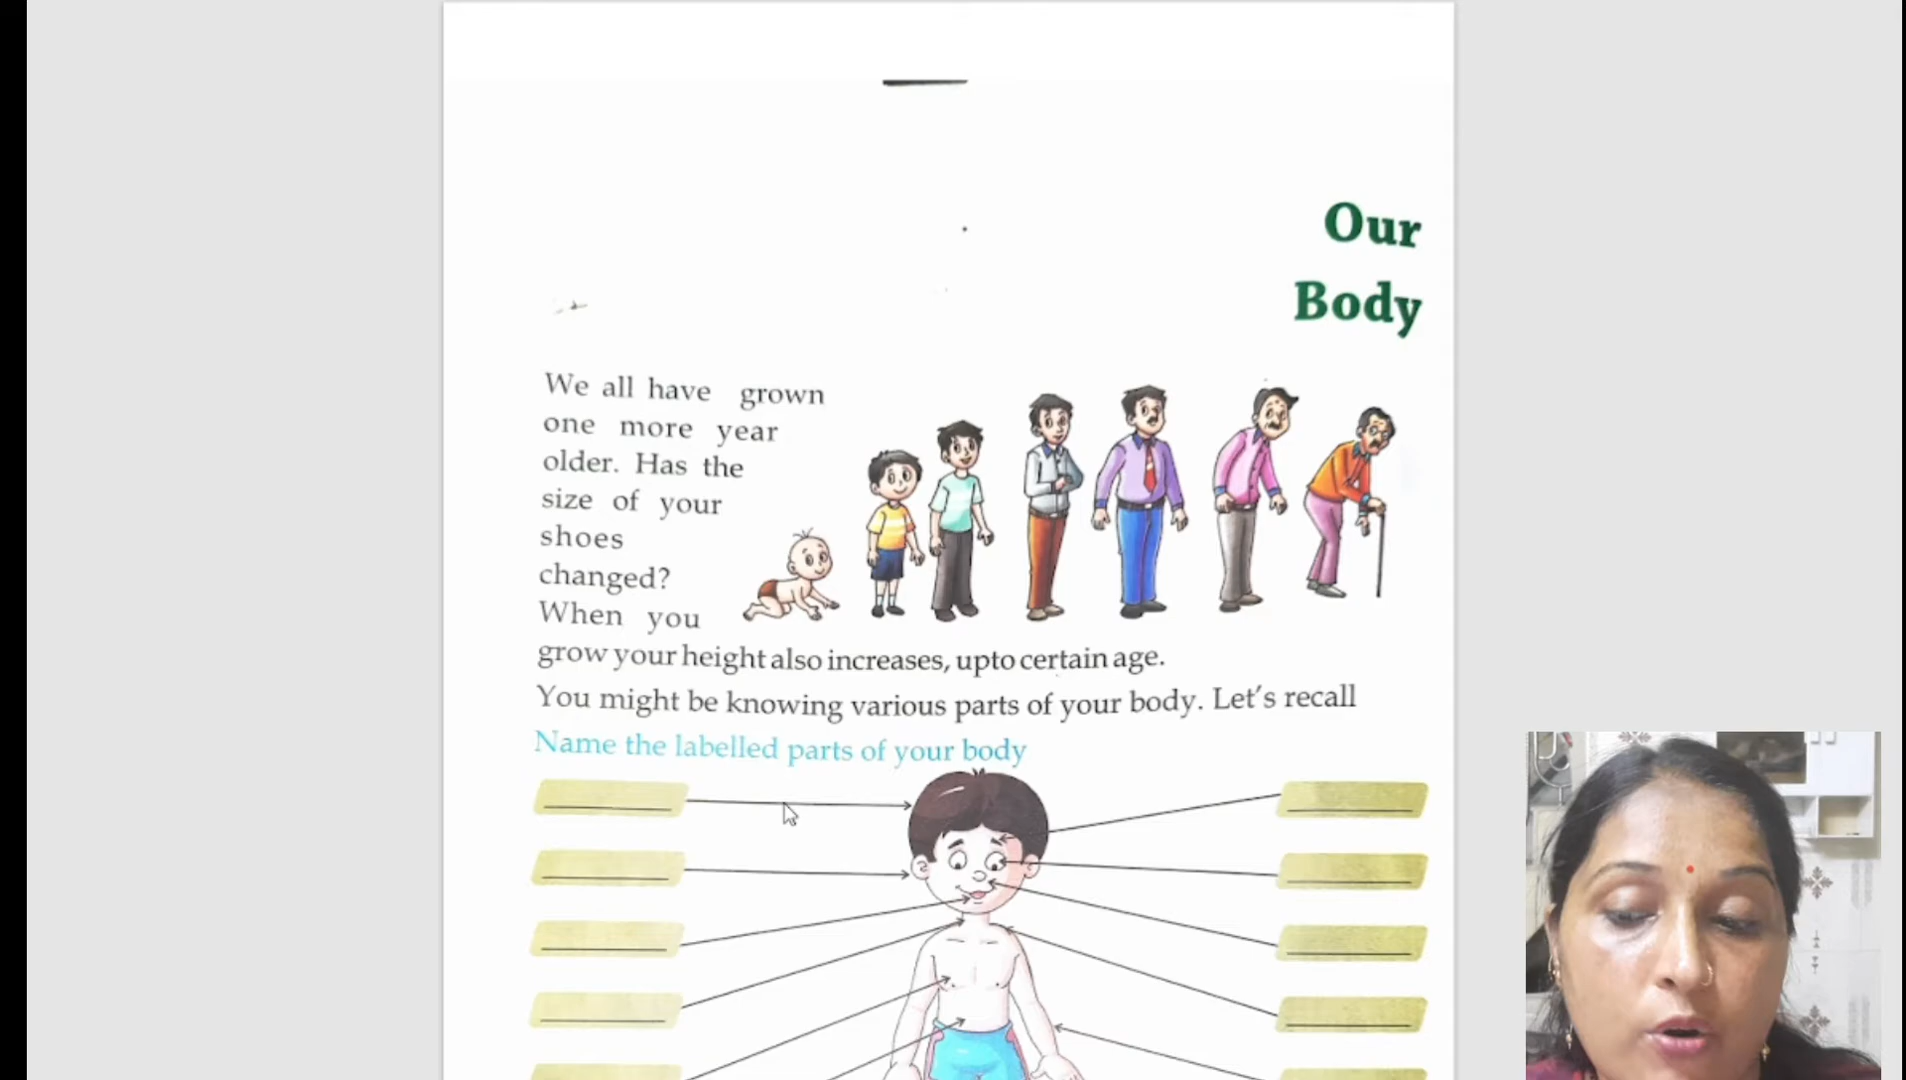 Our
Body
We all have grown
one more year
older. Has the
size of your
shoes
changed?
When you
grow your height also increases, upto certain age.
You might be knowing various parts of your body. Let's recall
Name the labelled parts of your body